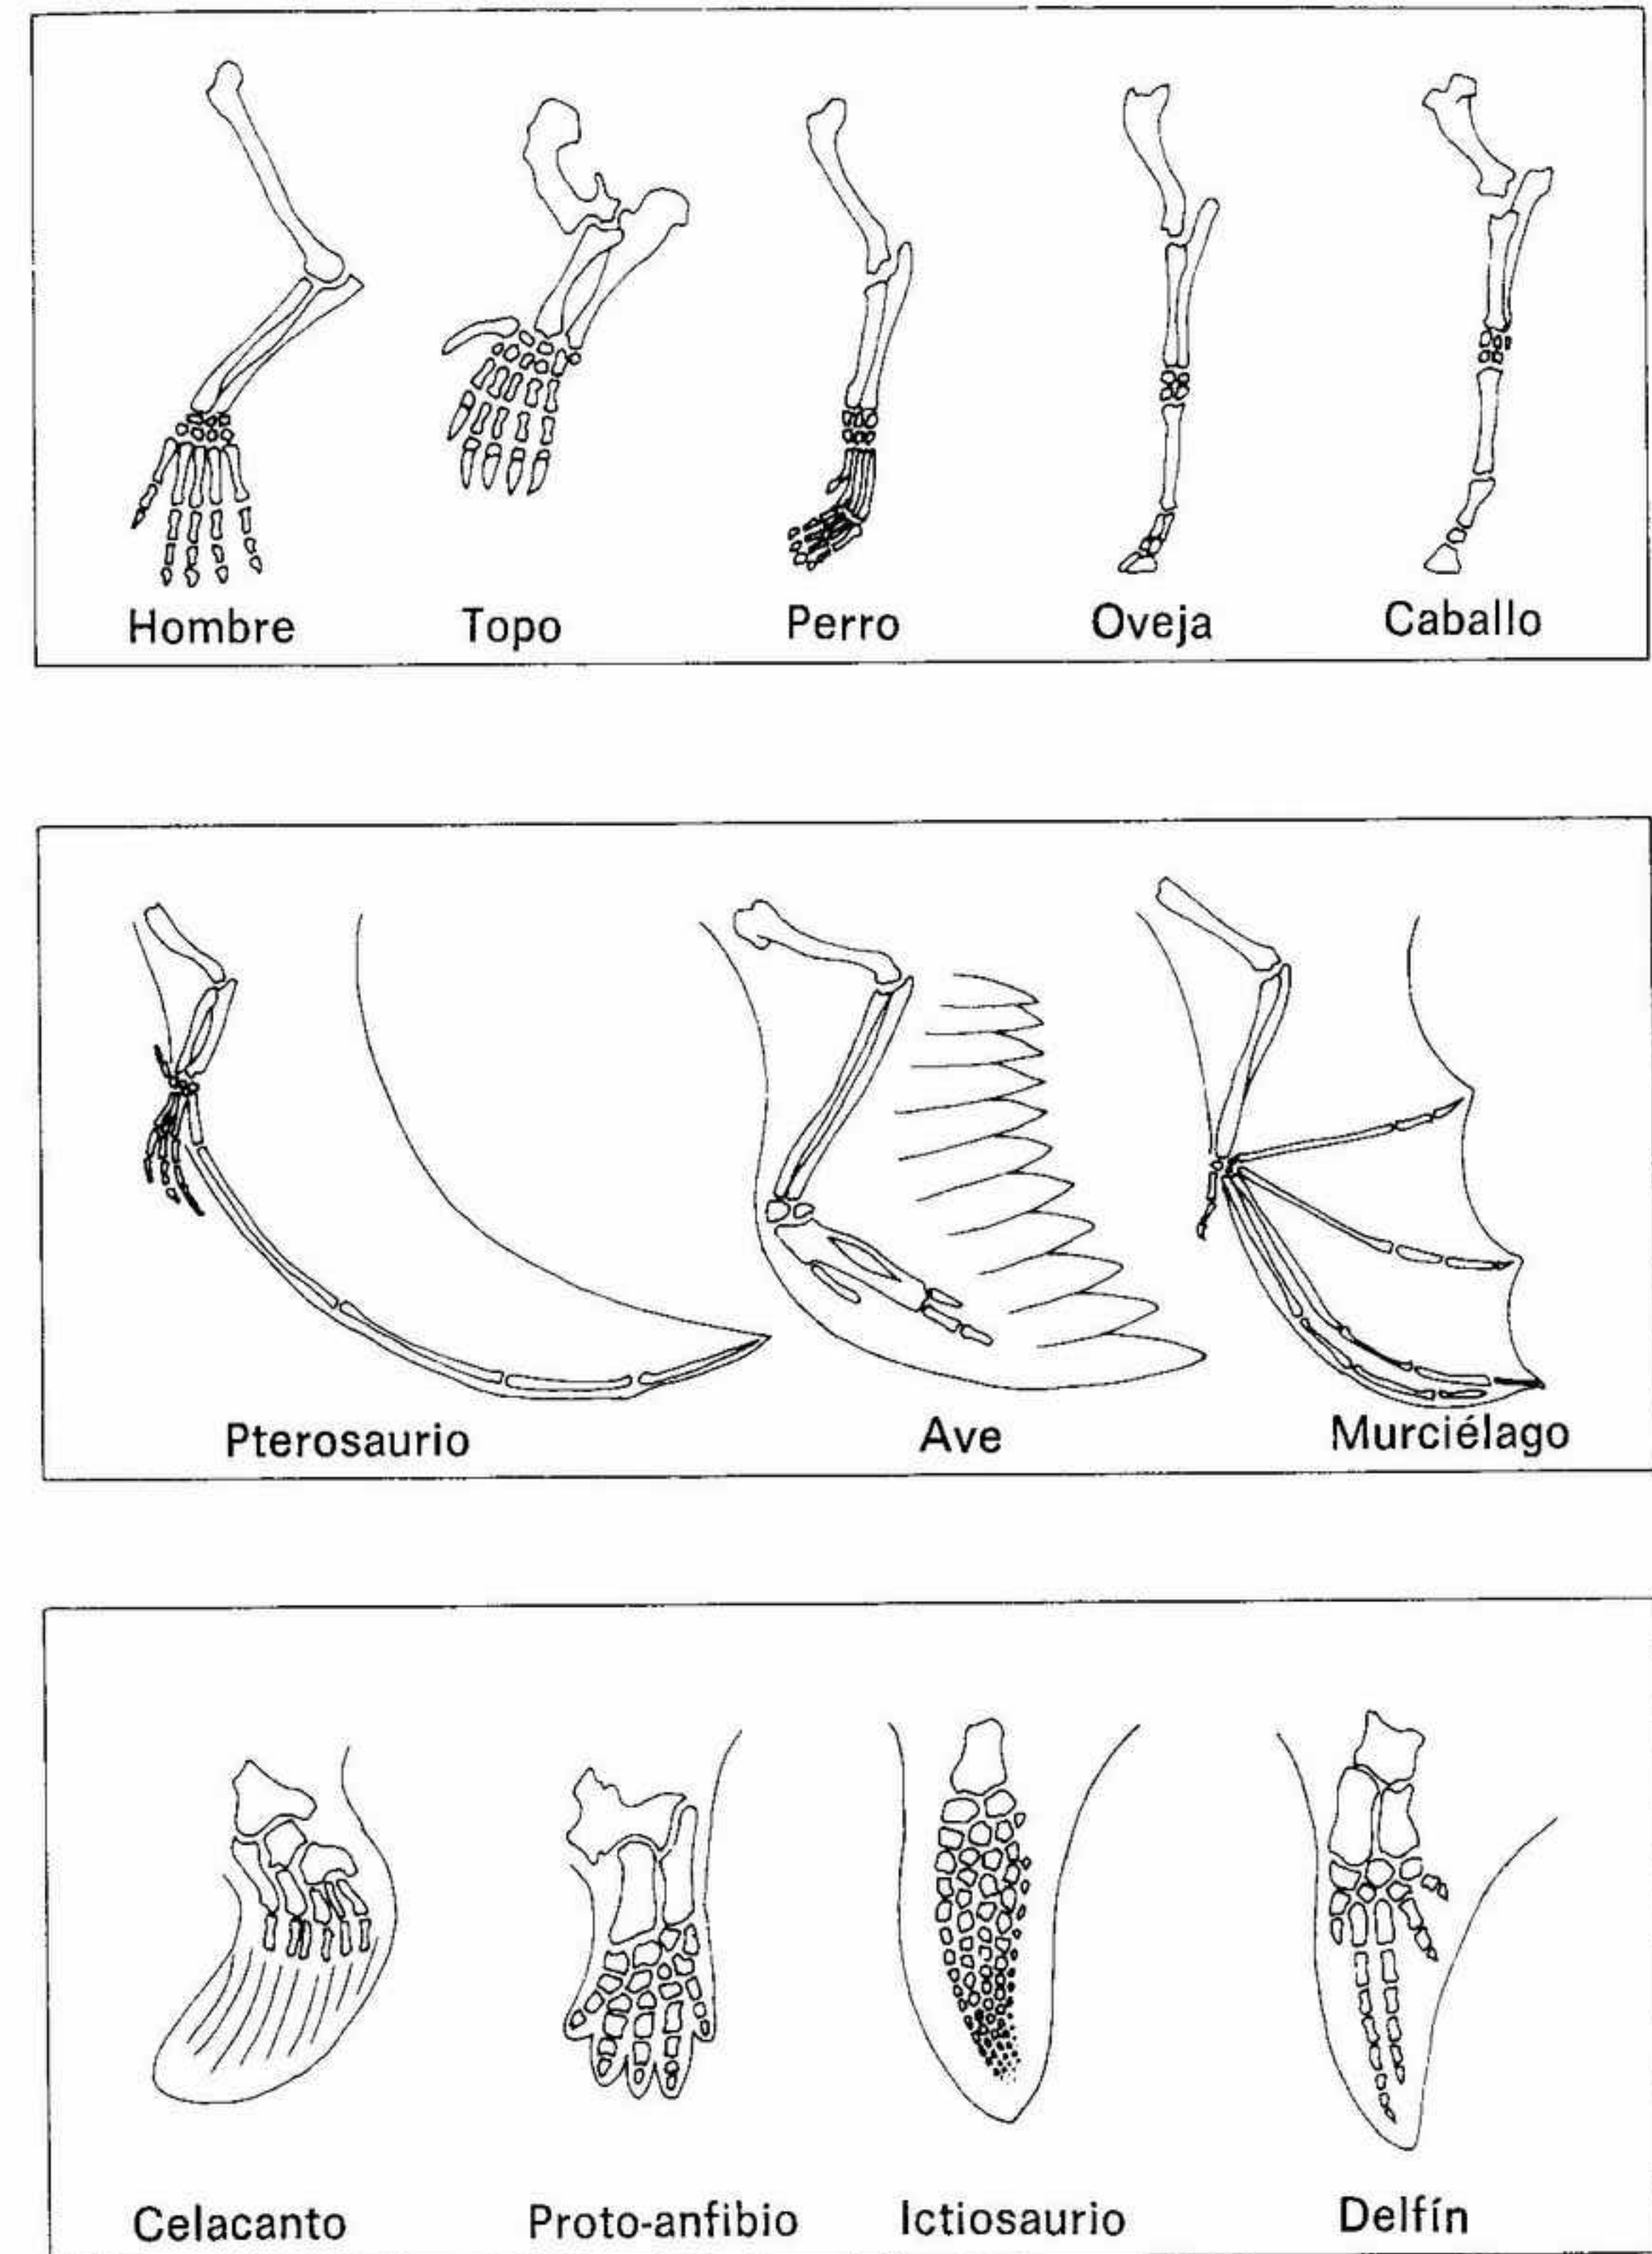 Hombre Topo Perro Oveja Caballo
Pterosaurio Ave Murciélago
Celacanto Proto-anfibio Ictiosaurio Delfín